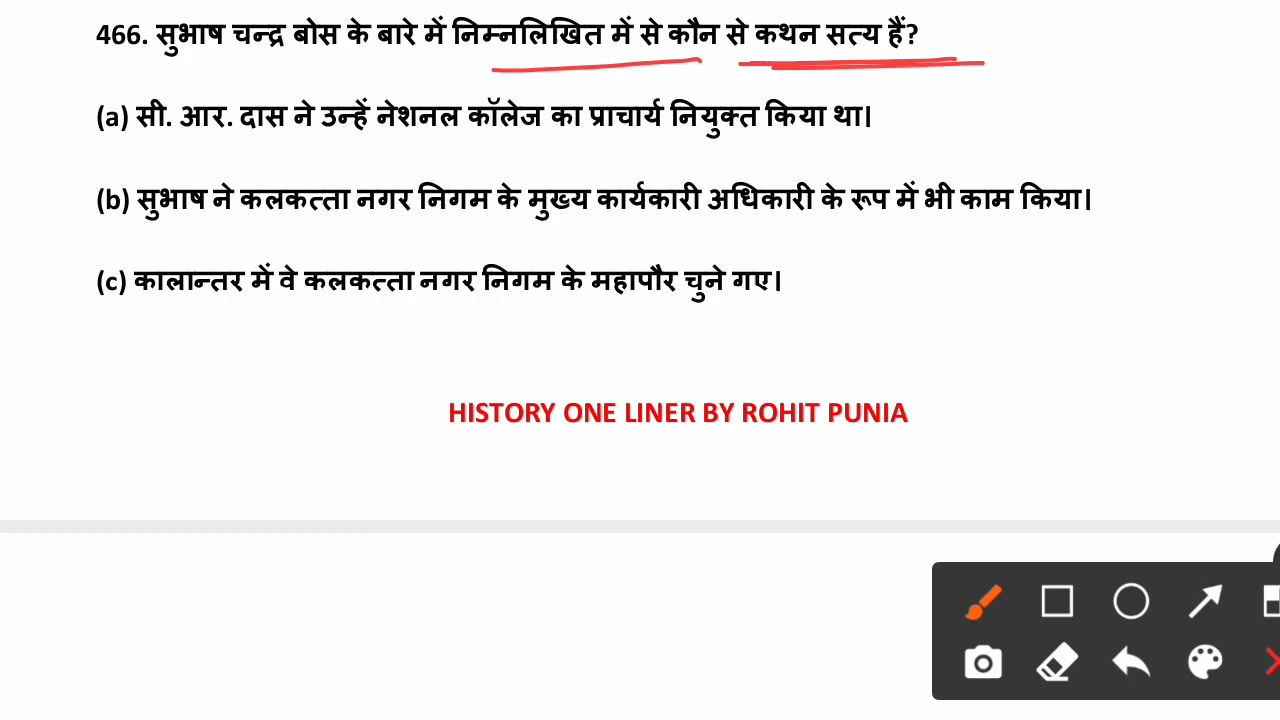 466. सुभाष चन्द्र बोस के बारे में निम्नलिखित में से कौन से कथन सत्य हैं?
(a) सी. आर. दास ने उन्हें नेशनल कॉलेज का प्राचार्य नियुक्त किया था।
(b) सुभाष ने कलकत्ता नगर निगम के मुख्य कार्यकारी अधिकारी के रूप में भी काम किया।
(c) कालान्तर में वे कलकत्ता नगर निगम के महापौर चुने गए।
HISTORY ONE LINER BY ROHIT PUNIA